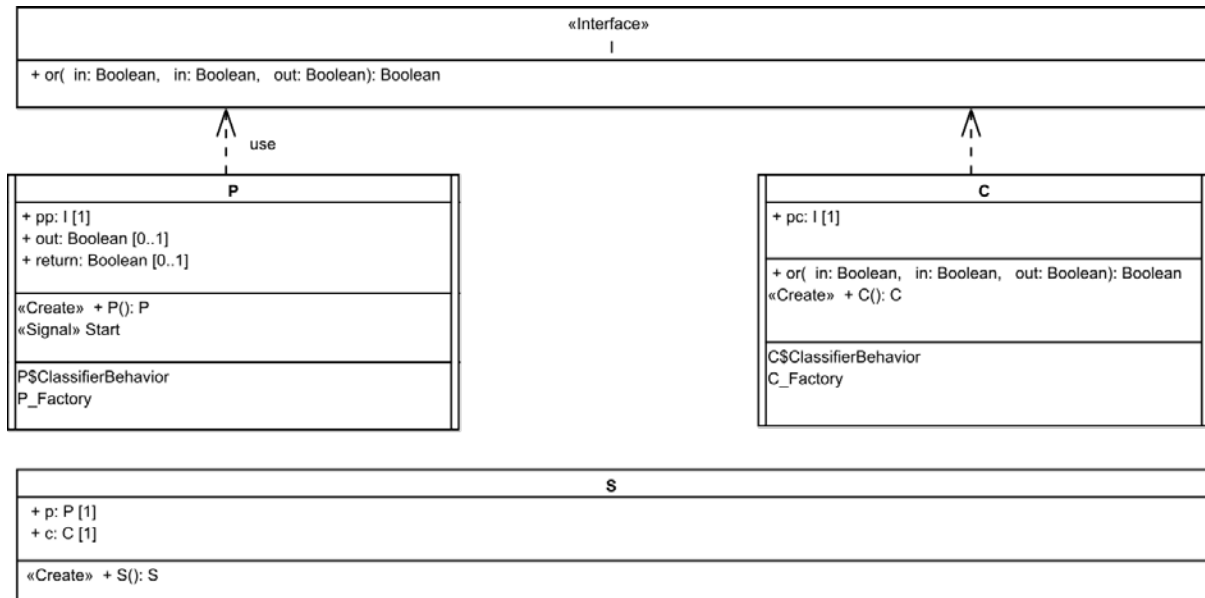 «Interface»
I
+ or( in: Boolean, in: Boolean, out: Boolean): Boolean
use
P
+ pp: I [1]
+ out: Boolean [0..1]
+ return: Boolean [0..1]
«Create» + P(): P
«Signal» Start
P$ClassifierBehavior
P_Factory
C
+ pc: I [1]
+ or( in: Boolean, in: Boolean, out: Boolean): Boolean
«Create» + C(): C
C$ClassifierBehavior
C_Factory
S
+ p: P [1]
+ c: C [1]
«Create» + S(): S